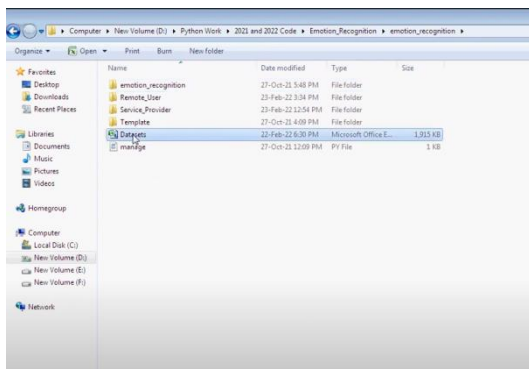 Computer ▸ New Volume (D:) ▸ Python Work ▸ 2021 and 2022 Code ▸ Emotion_Recognition ▸ emotion_recognition ▸
Organize Open Print Burn New folder
Name Date modified Type Size
Favorites
Desktop
Downloads
Recent Places
Libraries
Documents
Music
Pictures
Videos
Homegroup
Computer
Local Disk (C:)
New Volume (D:)
New Volume (E:)
New Volume (F:)
Network
emotion_recognition 27-Oct-21 5:48 PM File folder
Remote_User 23-Feb-22 3:34 PM File folder
Service_Provider 23-Feb-22 12:54 PM File folder
Template 27-Oct-21 4:09 PM File folder
Datasets 22-Feb-22 6:30 PM Microsoft Office E... 1,915 KB
manage 27-Oct-21 12:09 PM PY File 1 KB